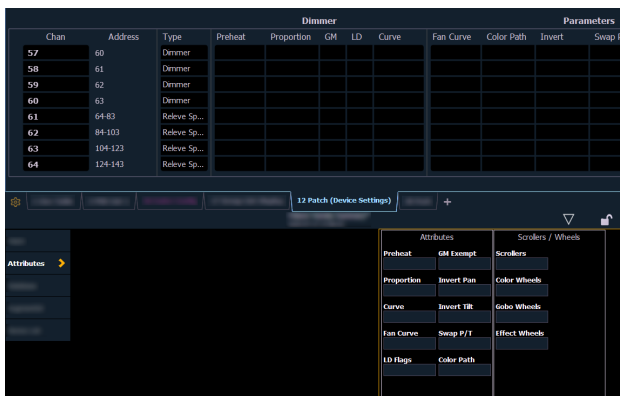 Dimmer Parameters
Chan Address Type Preheat Proportion GM LD Curve Fan Curve Color Path Invert Swap
57 60 Dimmer
58 61 Dimmer
59 62 Dimmer
60 63 Dimmer
61 64-83 Releve Sp...
62 84-103 Releve Sp...
63 104-123 Releve Sp...
64 124-143 Releve Sp...
12 Patch (Device Settings) +
Attributes Scrollers / Wheels
Preheat GM Exempt Scrollers
Attributes
Proportion Invert Pan Color Wheels
Curve Invert Tilt Gobo Wheels
Fan Curve Swap P/T Effect Wheels
LD Flags Color Path